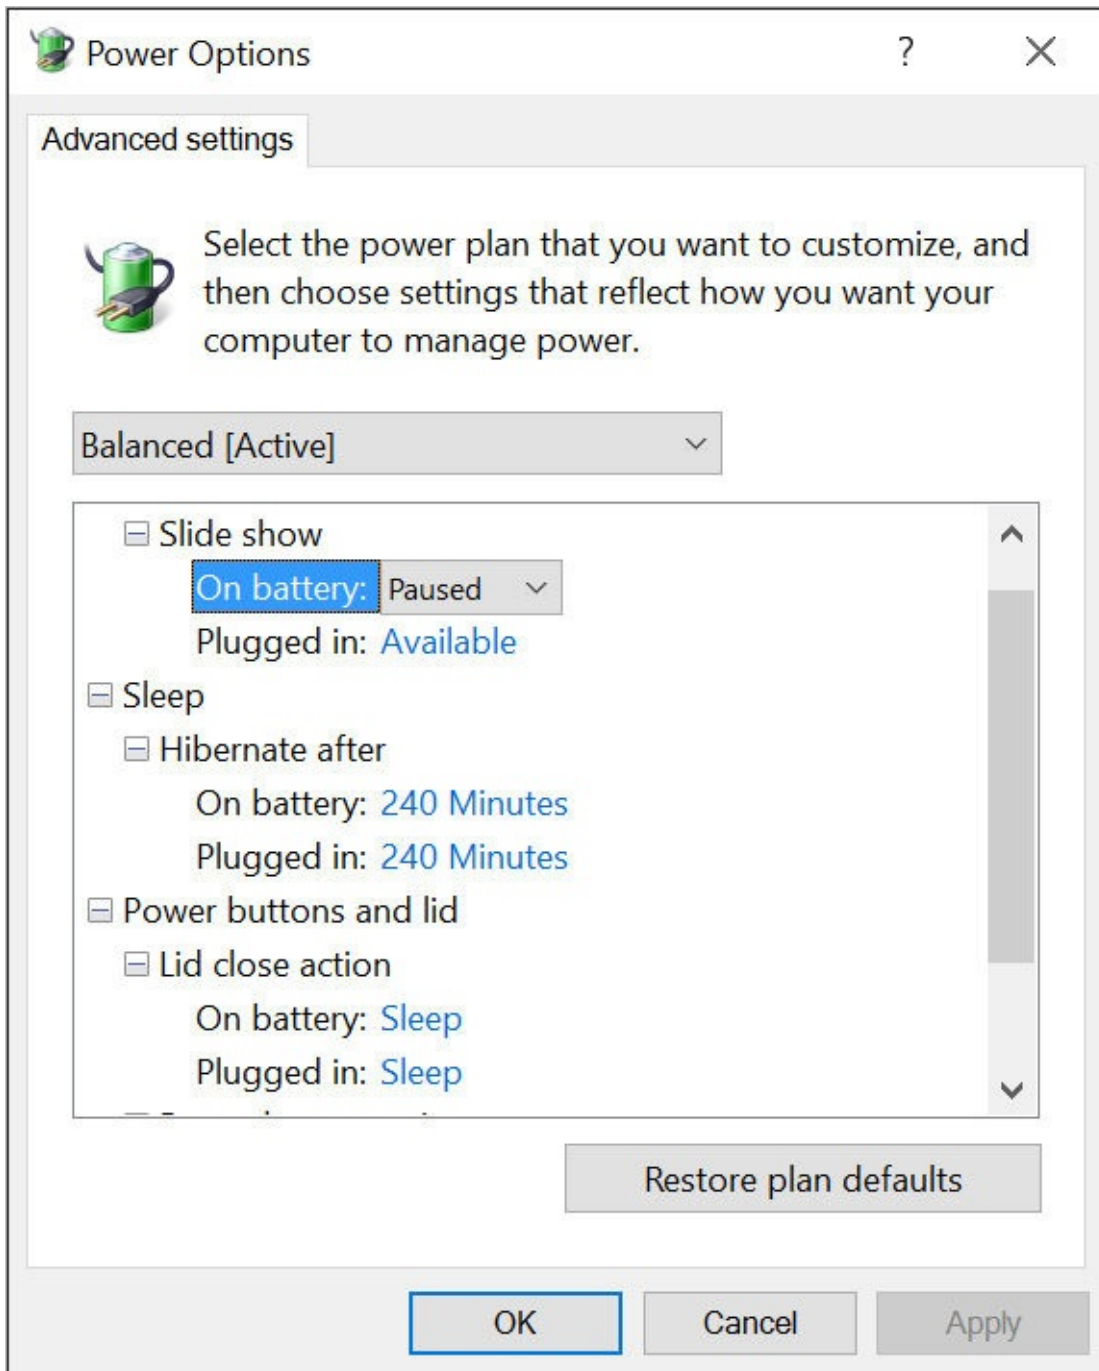 Power Options
?
Advanced settings
Select the power plan that you want to customize, and
then choose settings that reflect how you want your
computer to manage power.
Balanced [Active]
Slide show
On battery: Paused
Plugged in: Available
Sleep
Hibernate after
On battery: 240 Minutes
Plugged in: 240 Minutes
Power buttons and lid
Lid close action
On battery: Sleep
Plugged in: Sleep
Restore plan defaults
OK Cancel Apply